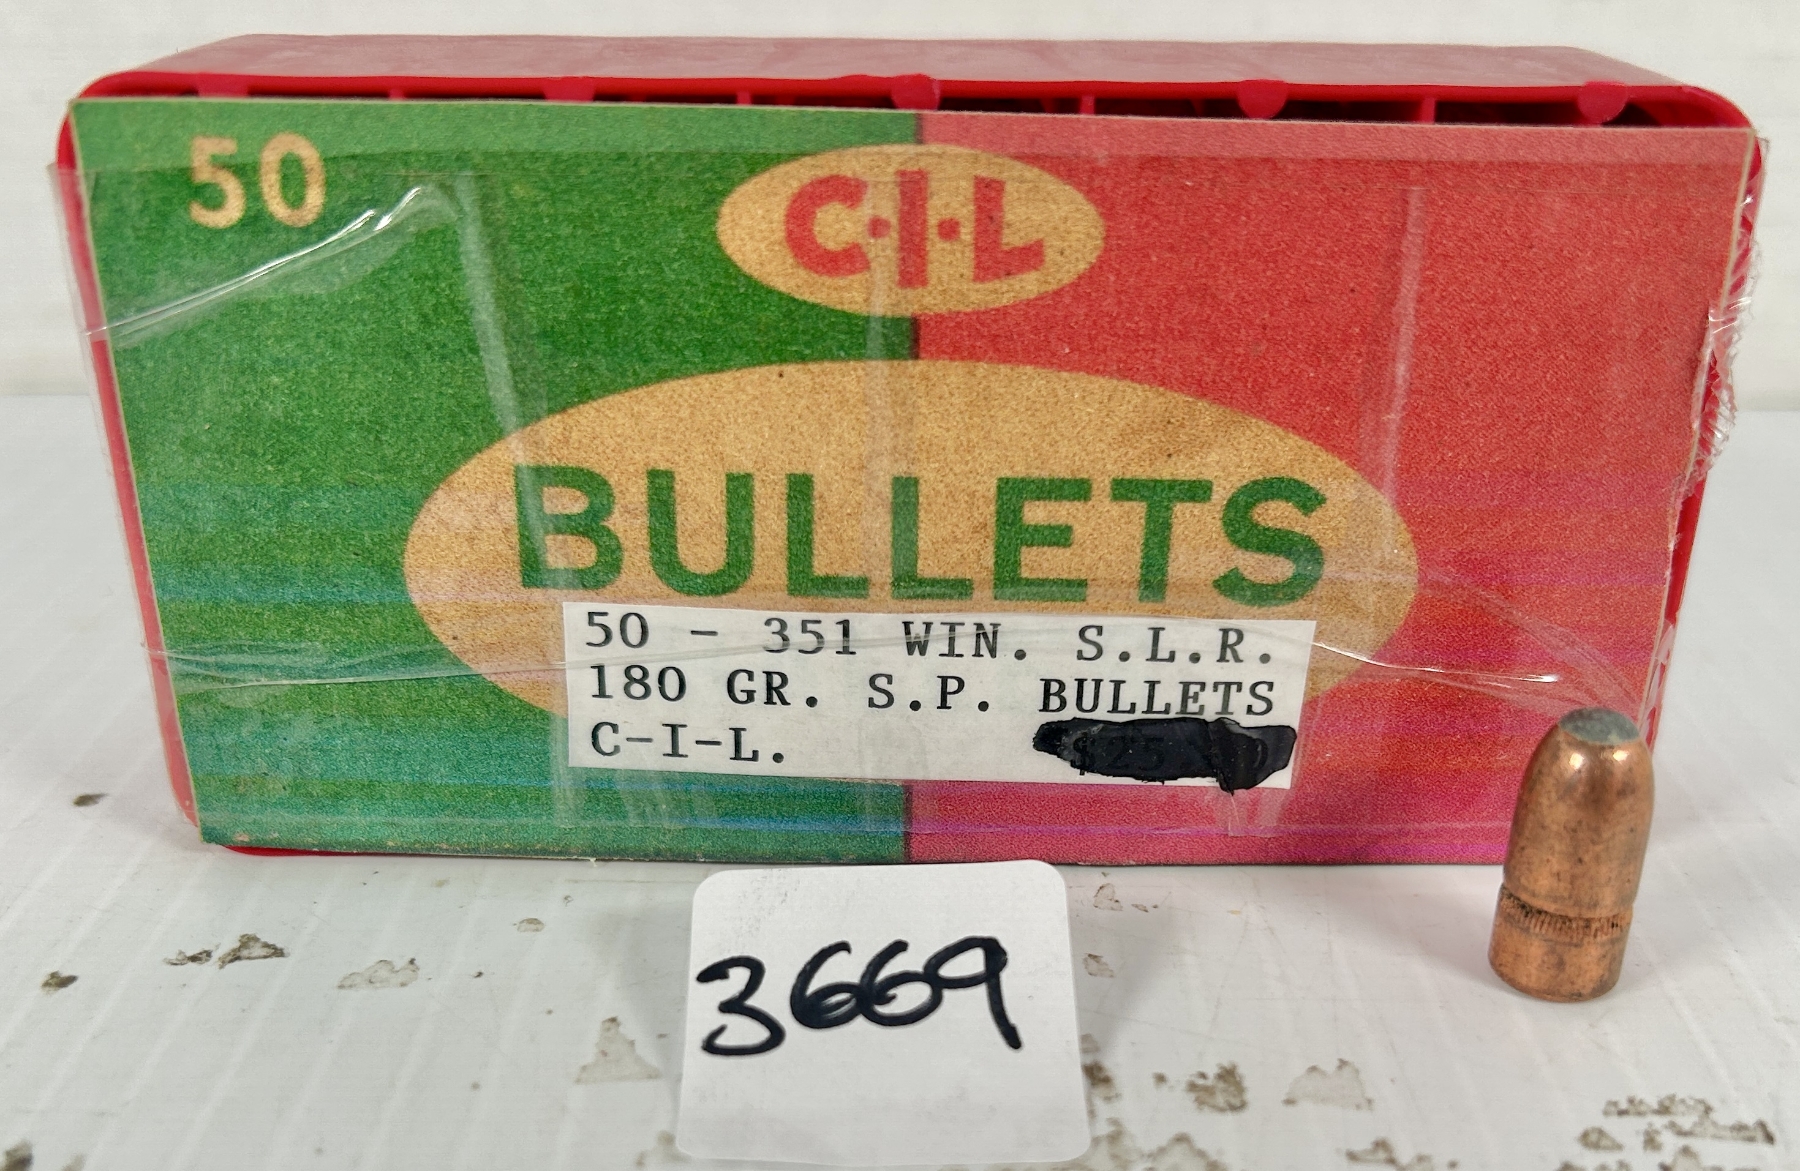 50
C·I·L
BULLETS
50 - 351 WIN. S.L.R.
180 GR. S.P. BULLETS
C-I-L.
3669